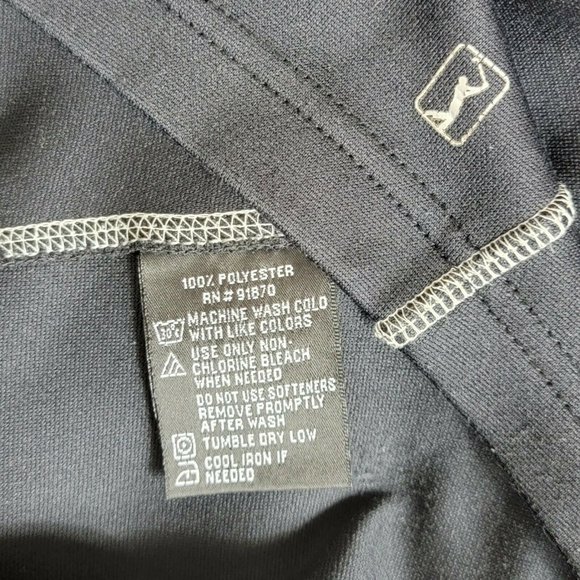 100% POLYESTER
RN# 91870
30°
MACHINE WASH COLD
WITH LIKE COLORS
USE ONLY NON-
CHLORINE BLEACH
WHEN NEEDED
DO NOT USE SOFTENERS
REMOVE PROMPTLY
AFTER WASH
TUMBLE DRY LOW
COOL IRON IF
NEEDED